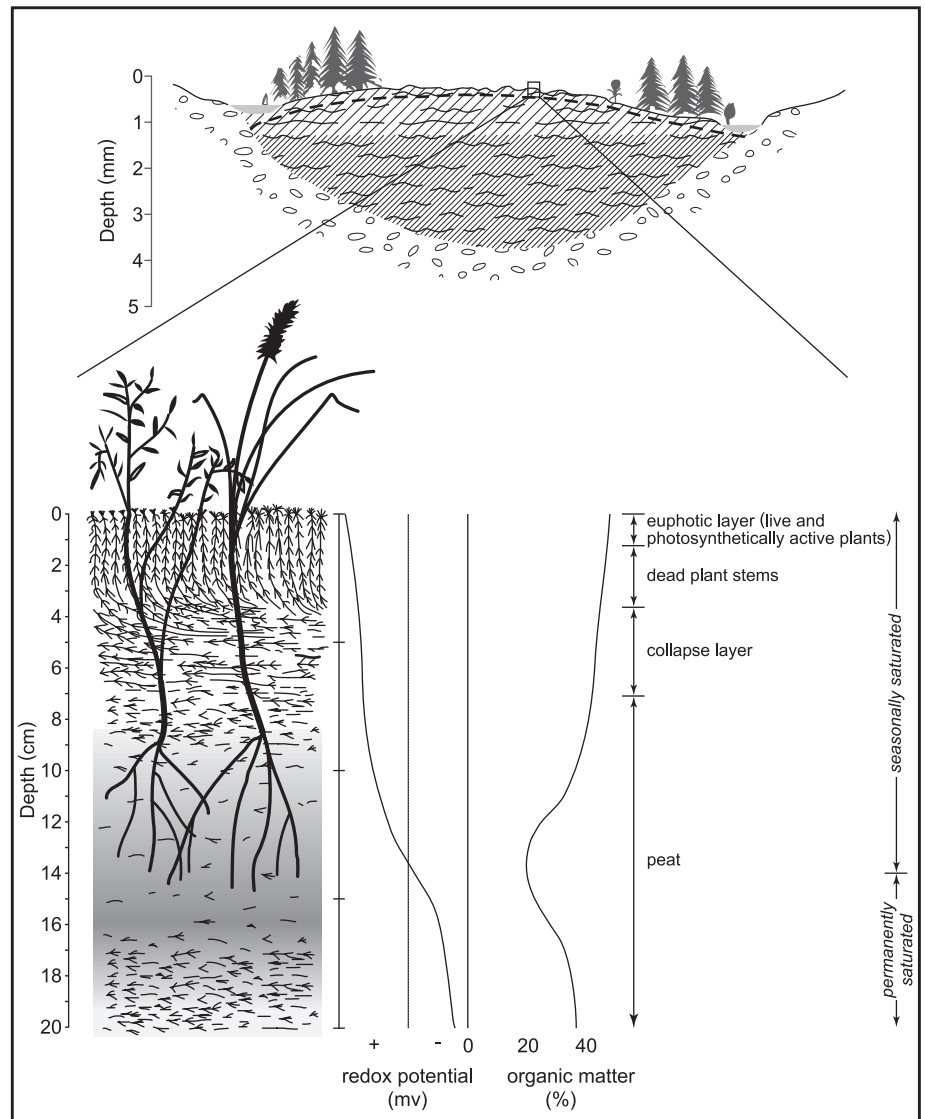 0
1
2
3
4
5
Depth (mm)
0
2
4
6
8
10
12
14
16
18
20
Depth (cm)
euphotic layer (live and
photosynthetically active plants)
dead plant stems
collapse layer
peat
seasonally saturated
permanently
saturated
+ - 0 20 40
redox potential
(mv)
organic matter
(%)